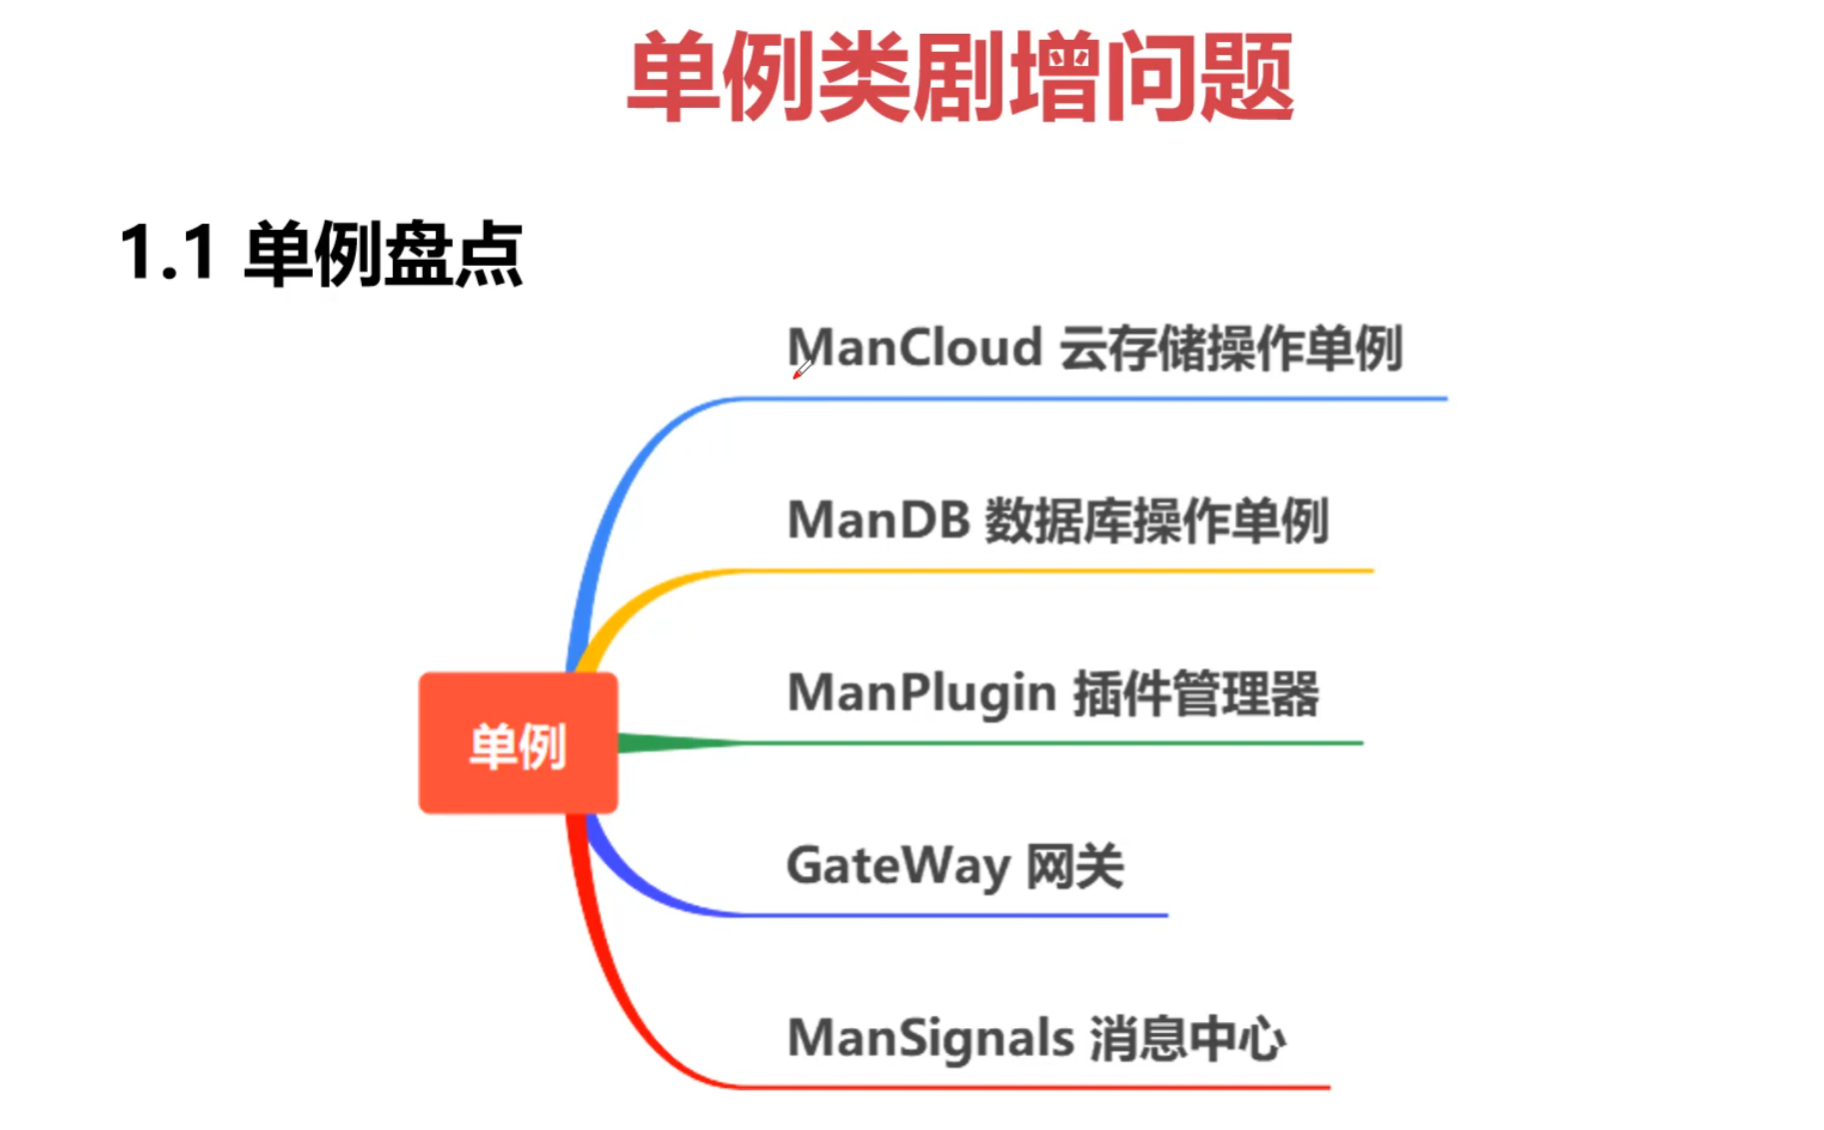 单例类剧增问题
1.1 单例盘点
ManCloud 云存储操作单例
ManDB 数据库操作单例
ManPlugin 插件管理器
单例
GateWay 网关
ManSignals 消息中心